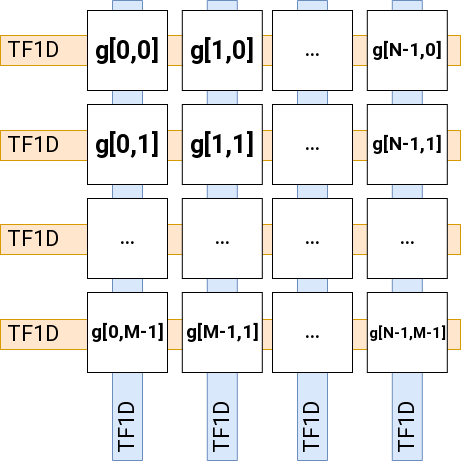 TF1D g[0,0] g[1,0] ... g[N-1,0]
TF1D g[0,1] g[1,1] ... g[N-1,1]
TF1D ... ... ... ...
TF1D g[0,M-1] g[M-1,1] ... g[N-1,M-1]
TF1D TF1D TF1D TF1D